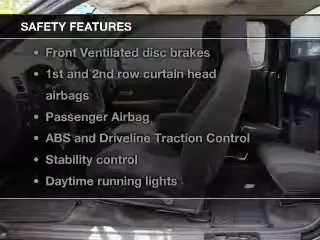 SAFETY FEATURES
• Front Ventilated disc brakes
• 1st and 2nd row curtain head
airbags
• Passenger Airbag
• ABS and Driveline Traction Control
• Stability control
• Daytime running lights